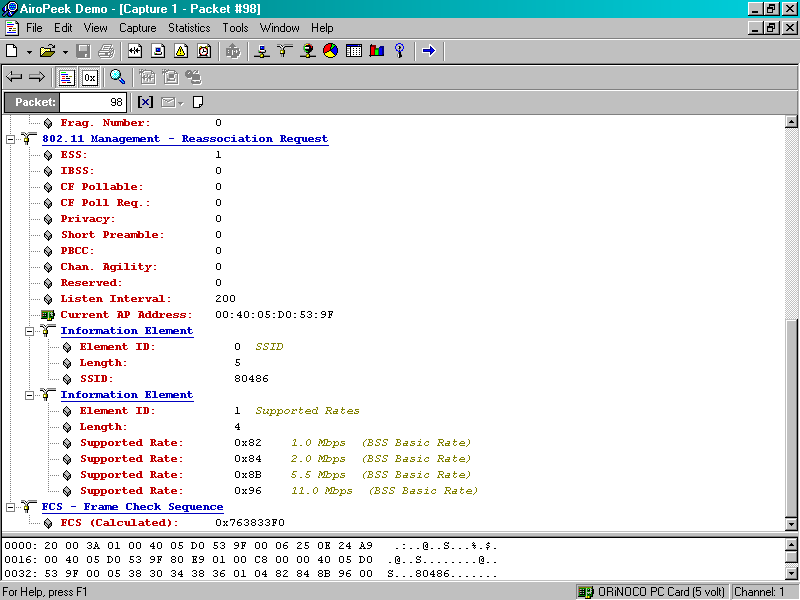 AiroPeek Demo - [Capture 1 - Packet #98]
File Edit View Capture Statistics Tools Window Help
0x
Packet: 98 [x]
Frag. Number: 0
802.11 Management - Reassociation Request
ESS: 1
IBSS: 0
CF Pollable: 0
CF Poll Req.: 0
Privacy: 0
Short Preamble: 0
PBCC: 0
Chan. Agility: 0
Reserved: 0
Listen Interval: 200
Current AP Address: 00:40:05:D0:53:9F
Information Element
Element ID: 0 SSID
Length: 5
SSID: 80486
Information Element
Element ID: 1 Supported Rates
Length: 4
Supported Rate: 0x82 1.0 Mbps (BSS Basic Rate)
Supported Rate: 0x84 2.0 Mbps (BSS Basic Rate)
Supported Rate: 0x8B 5.5 Mbps (BSS Basic Rate)
Supported Rate: 0x96 11.0 Mbps (BSS Basic Rate)
FCS - Frame Check Sequence
FCS (Calculated): 0x763833F0
0000: 20 00 3A 01 00 40 05 D0 53 9F 00 06 25 0E 24 A9 .:..@..S...%.$.
0016: 00 40 05 D0 53 9F 80 E9 01 00 C8 00 00 40 05 D0 .@..S........@..
0032: 53 9F 00 05 38 30 34 38 36 01 04 82 84 8B 96 00 S...80486.......
For Help, press F1 ORiNOCO PC Card (5 volt) Channel: 1